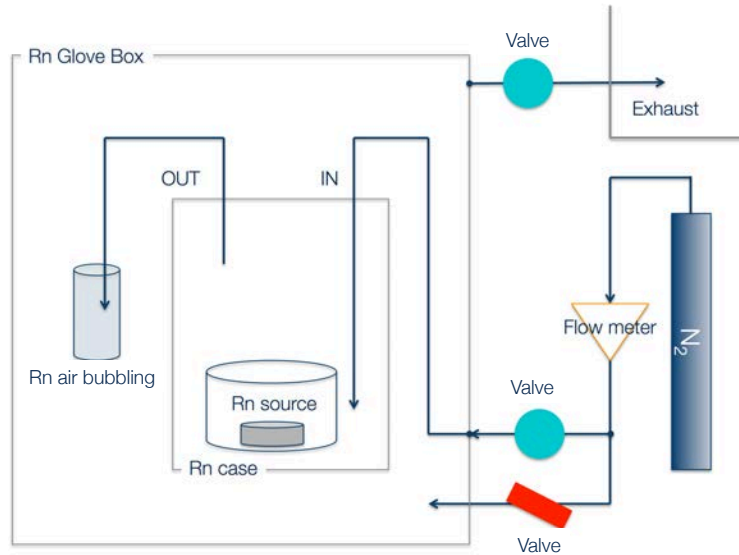 Valve
Rn Glove Box
Exhaust
OUT
IN
Flow meter
N2
Rn air bubbling
Valve
Rn source
Rn case
Valve